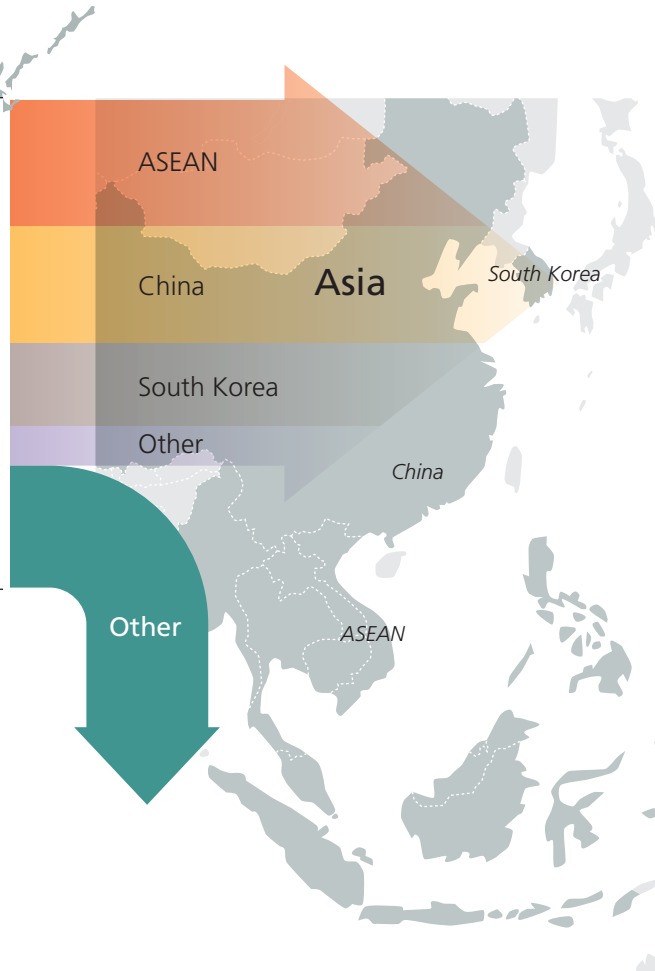 ASEAN
China
Asia
South Korea
South Korea
Other
China
Other
ASEAN